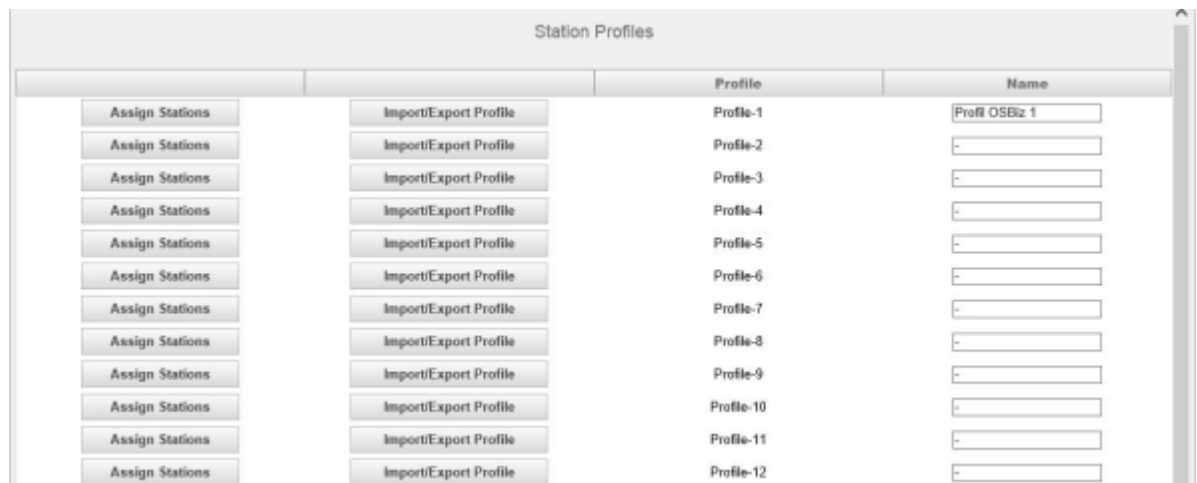 Station Profiles
Profile Name
Assign Stations Import/Export Profile Profile-1 Profil OSBiz 1
Assign Stations Import/Export Profile Profile-2 -
Assign Stations Import/Export Profile Profile-3 -
Assign Stations Import/Export Profile Profile-4 -
Assign Stations Import/Export Profile Profile-5 -
Assign Stations Import/Export Profile Profile-6 -
Assign Stations Import/Export Profile Profile-7 -
Assign Stations Import/Export Profile Profile-8 -
Assign Stations Import/Export Profile Profile-9 -
Assign Stations Import/Export Profile Profile-10 -
Assign Stations Import/Export Profile Profile-11 -
Assign Stations Import/Export Profile Profile-12 -